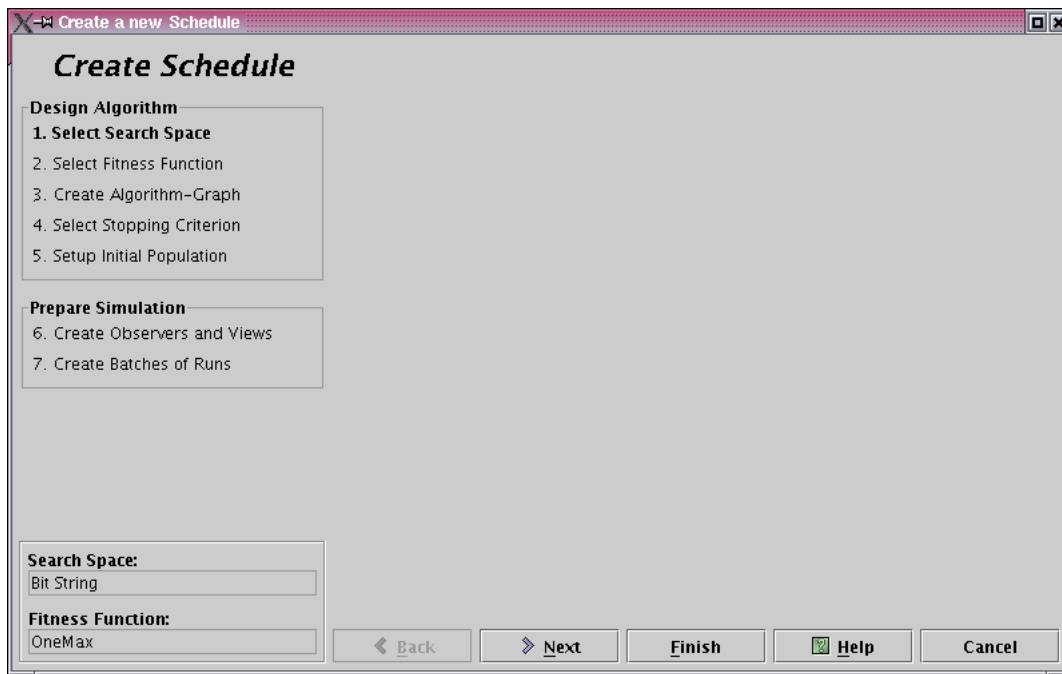 Create a new Schedule
Create Schedule
Design Algorithm
1. Select Search Space
2. Select Fitness Function
3. Create Algorithm-Graph
4. Select Stopping Criterion
5. Setup Initial Population
Prepare Simulation
6. Create Observers and Views
7. Create Batches of Runs
Search Space:
Bit String
Fitness Function:
OneMax
Back
Next
Finish
Help
Cancel